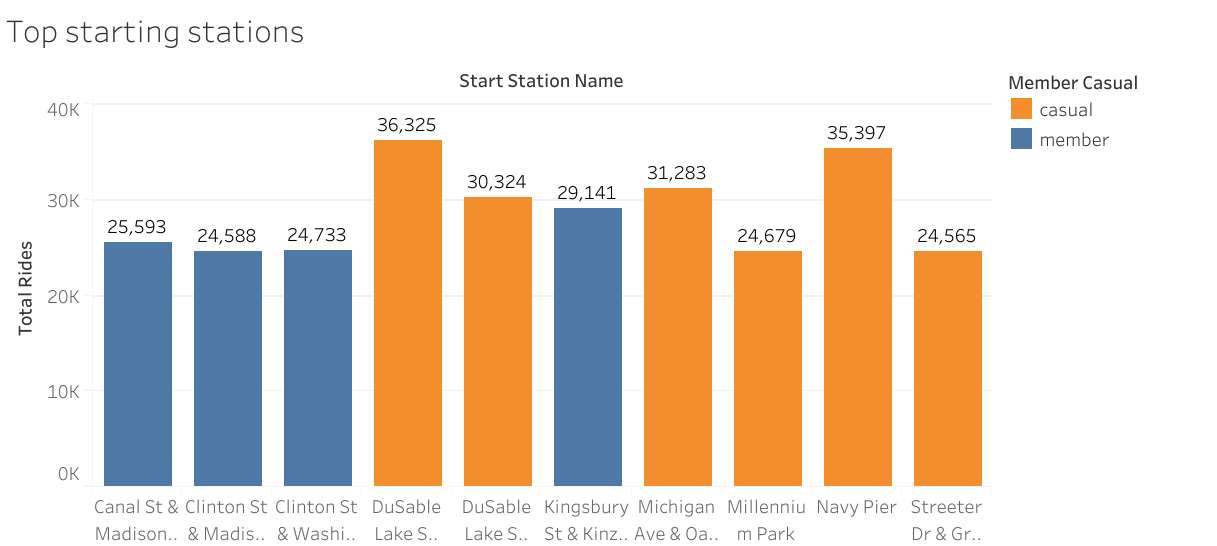 Top starting stations
Start Station Name
Member Casual
casual
member
Total Rides
40K
30K
20K
10K
0K
25,593
24,588
24,733
36,325
30,324
29,141
31,283
24,679
35,397
24,565
Canal St &
Madison..
Clinton St
& Madis..
Clinton St
& Washi..
DuSable
Lake S..
DuSable
Lake S..
Kingsbury
St & Kinz..
Michigan
Ave & Oa..
Millenniu
m Park
Navy Pier
Streeter
Dr & Gr..